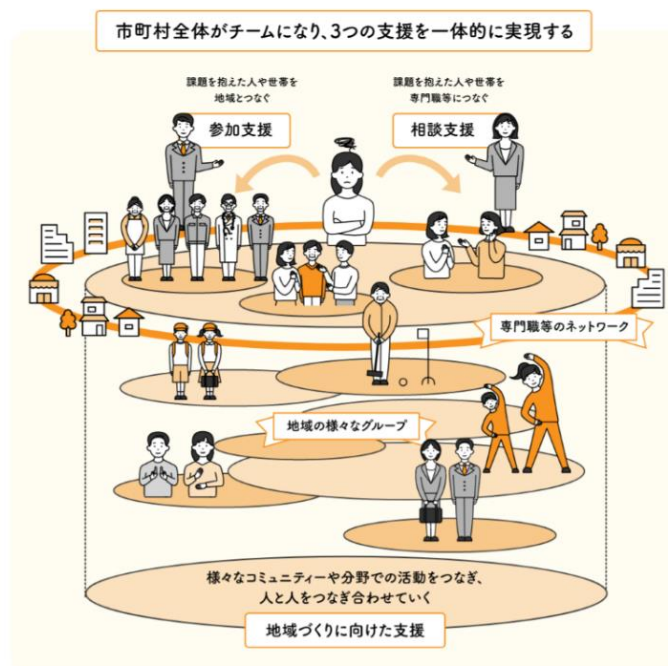 市町村全体がチームになり、3つの支援を一体的に実現する
課題を抱えた人や世帯を
地域とつなぐ
参加支援
課題を抱えた人や世帯を
専門職等につなぐ
相談支援
専門職等のネットワーク
地域の様々なグループ
様々なコミュニティーや分野での活動をつなぎ、
人と人をつなぎ合わせていく
地域づくりに向けた支援